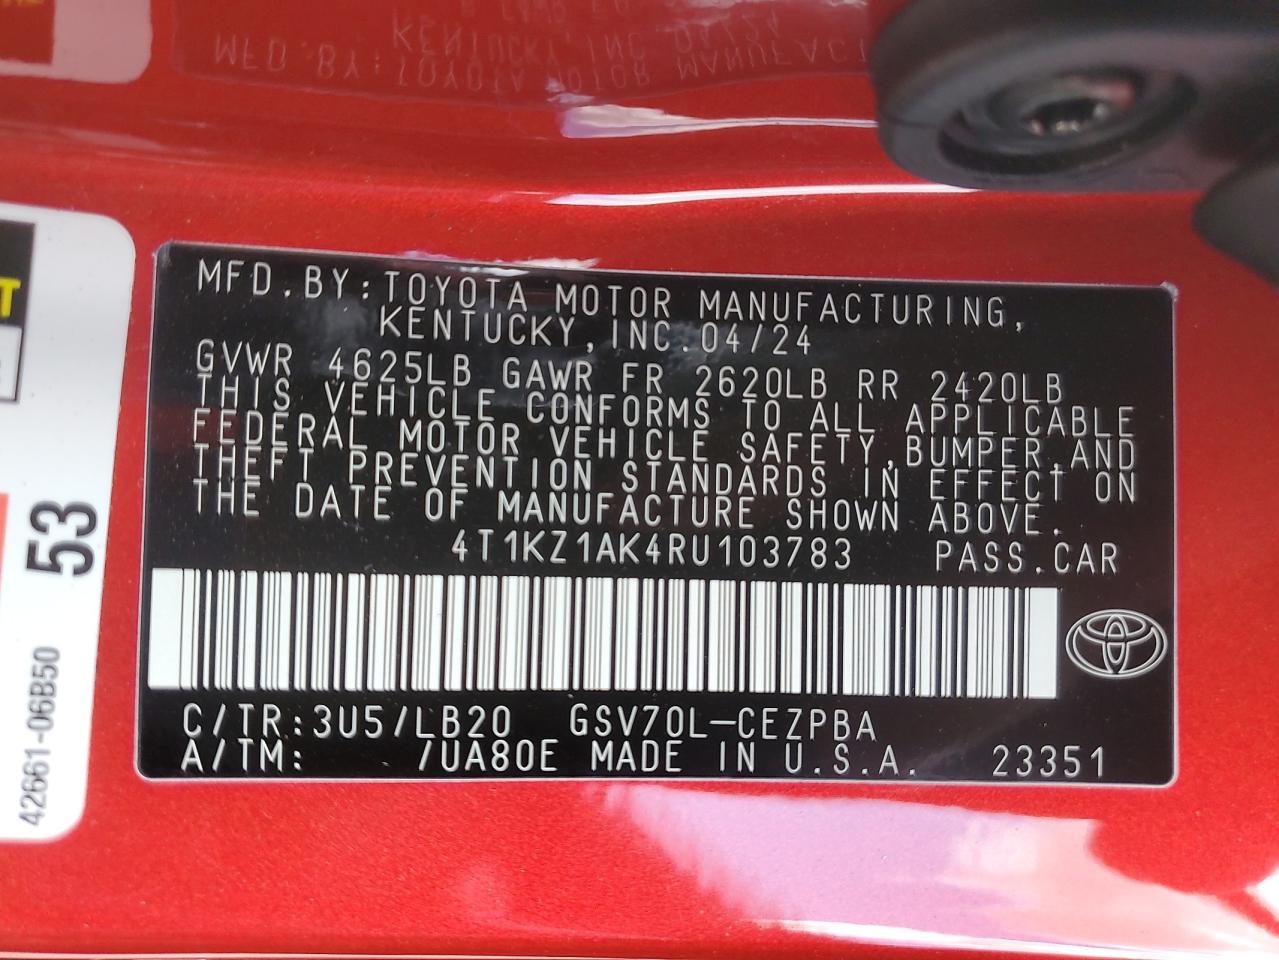 MFD.BY:TOYOTA MOTOR MANUFACTURING,
KENTUCKY,INC.04/24
GVWR 4625LB GAWR FR 2620LB RR 2420LB
THIS VEHICLE CONFORMS TO ALL APPLICABLE
FEDERAL MOTOR VEHICLE SAFETY,BUMPER,AND
THEFT PREVENTION STANDARDS IN EFFECT ON
THE DATE OF MANUFACTURE SHOWN ABOVE.
4T1KZ1AK4RU103783 PASS.CAR
C/TR:3U5/LB20 GSV70L-CEZPBA
A/TM: /UA80E MADE IN U.S.A. 23351
53
42661-06B50